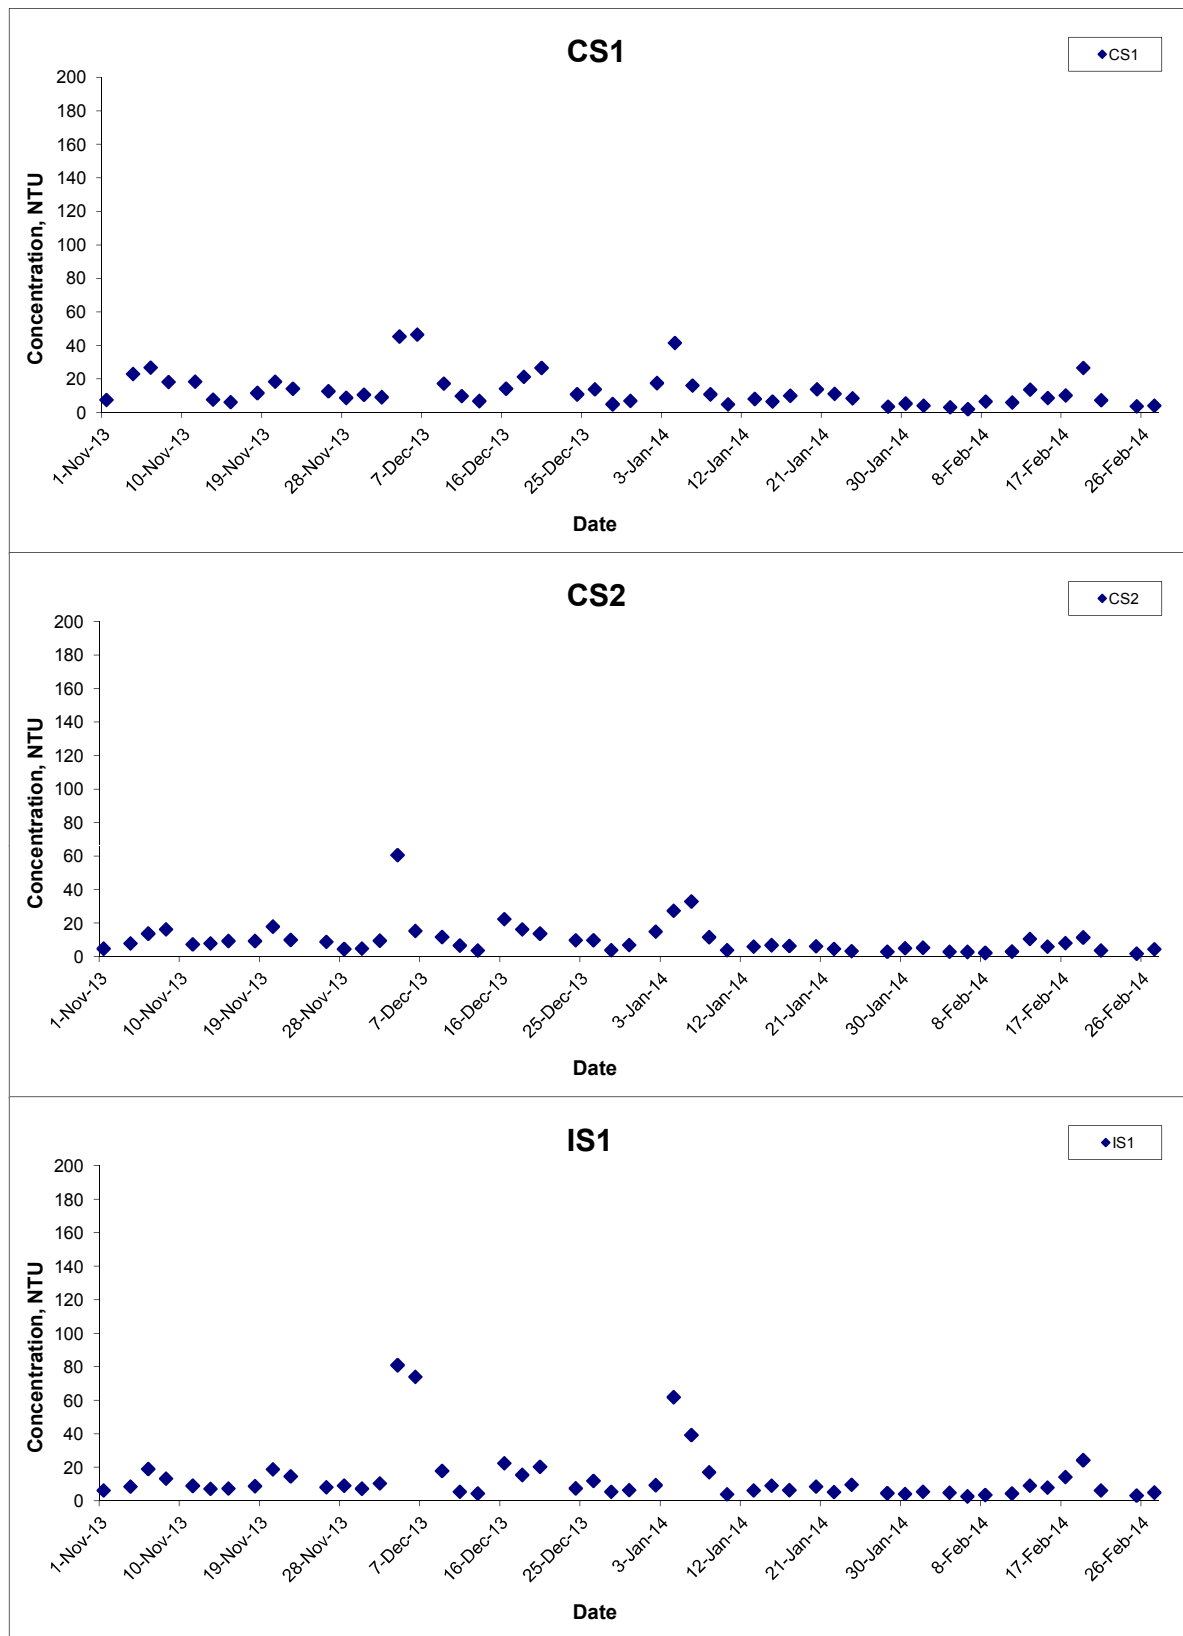 CS1
CS1
Concentration, NTU
200
180
160
140
120
100
80
60
40
20
0
1-Nov-13
10-Nov-13
19-Nov-13
28-Nov-13
7-Dec-13
16-Dec-13
25-Dec-13
3-Jan-14
12-Jan-14
21-Jan-14
30-Jan-14
8-Feb-14
17-Feb-14
26-Feb-14
Date
CS2
CS2
Concentration, NTU
200
180
160
140
120
100
80
60
40
20
0
1-Nov-13
10-Nov-13
19-Nov-13
28-Nov-13
7-Dec-13
16-Dec-13
25-Dec-13
3-Jan-14
12-Jan-14
21-Jan-14
30-Jan-14
8-Feb-14
17-Feb-14
26-Feb-14
Date
IS1
IS1
Concentration, NTU
200
180
160
140
120
100
80
60
40
20
0
1-Nov-13
10-Nov-13
19-Nov-13
28-Nov-13
7-Dec-13
16-Dec-13
25-Dec-13
3-Jan-14
12-Jan-14
21-Jan-14
30-Jan-14
8-Feb-14
17-Feb-14
26-Feb-14
Date